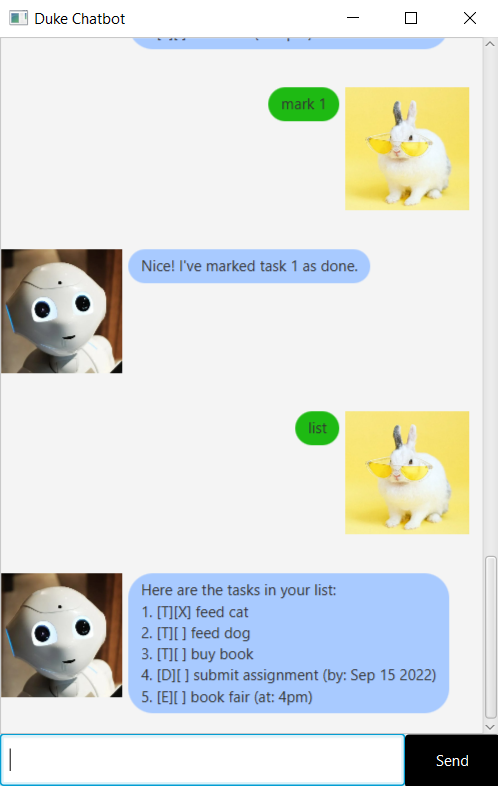 Duke Chatbot
mark 1
Nice! I've marked task 1 as done.
list
Here are the tasks in your list:
1. [T][X] feed cat
2. [T][ ] feed dog
3. [T][ ] buy book
4. [D][ ] submit assignment (by: Sep 15 2022)
5. [E][ ] book fair (at: 4pm)
Send